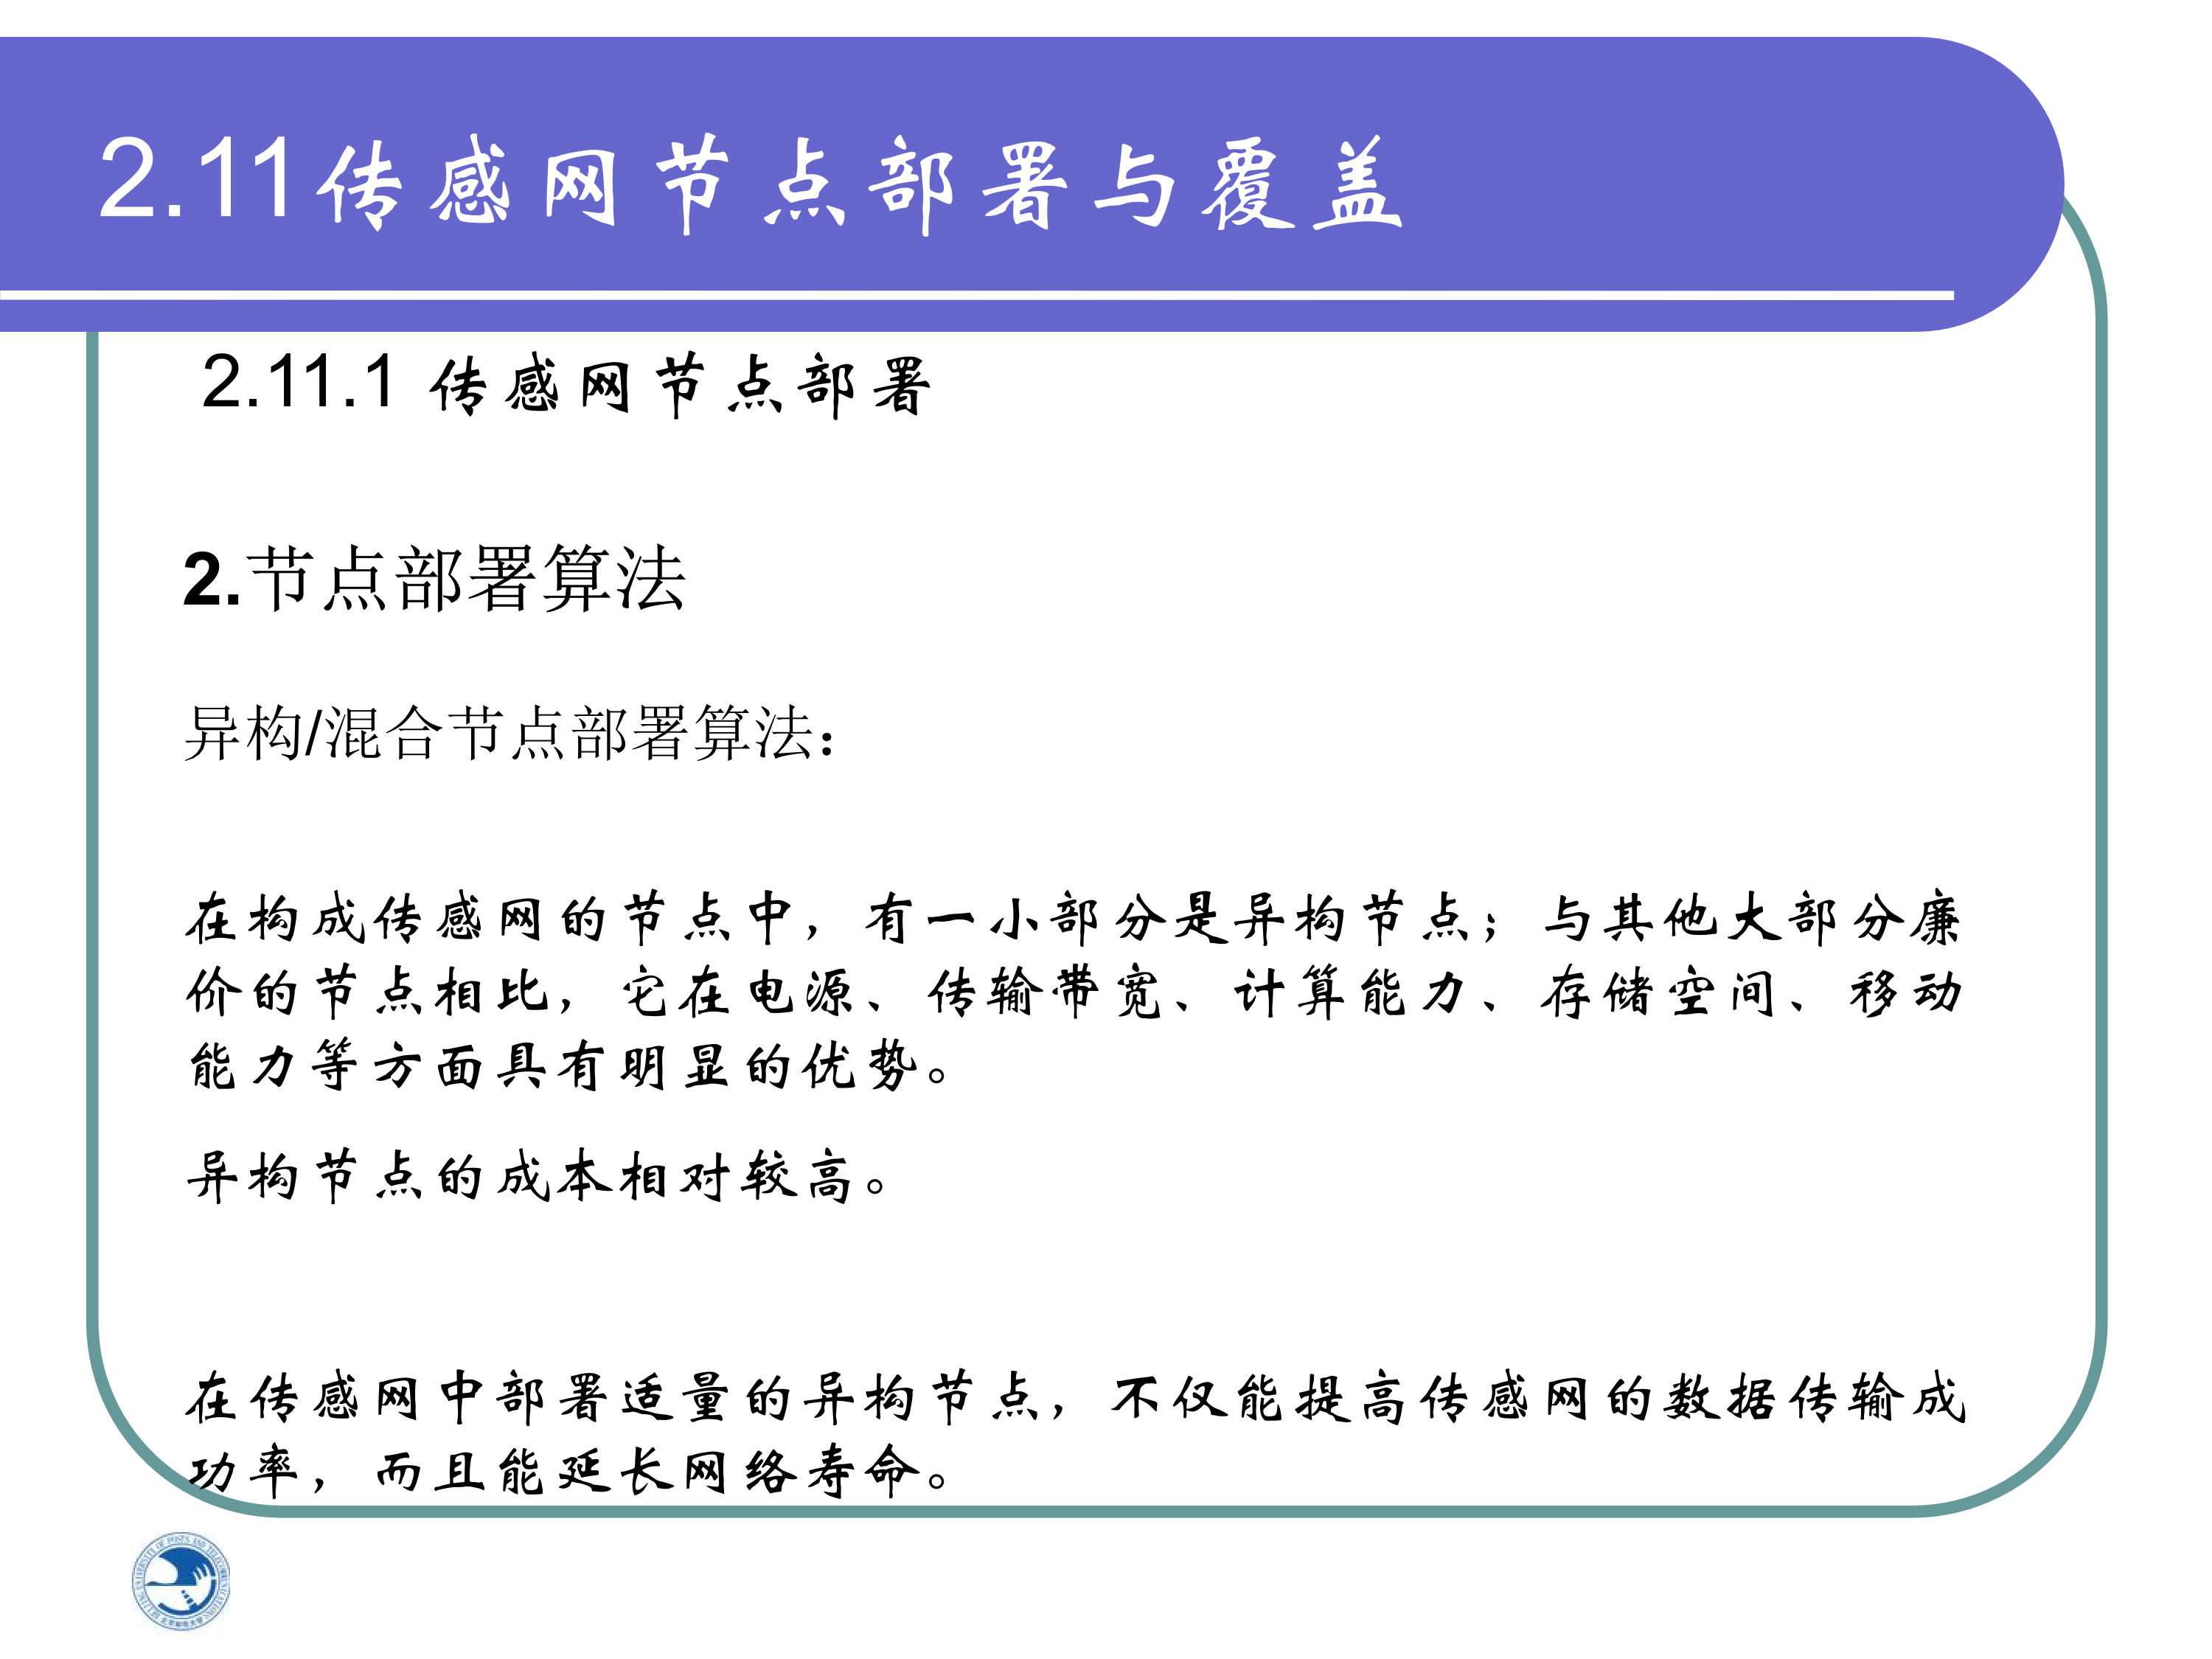 2.11传感网节点部署与覆盖
2.11.1 传感网节点部署
2.节点部署算法
异构/混合节点部署算法：
在构成传感网的节点中，有一小部分是异构节点；与其他大部分廉
价的节点相比，它在电源、传输带宽、计算能力、存储空间、移动
能力等方面具有明显的优势。
异构节点的成本相对较高。
在传感网中部署适量的异构节点，不仅能提高传感网的数据传输成
功率，而且能延长网络寿命。